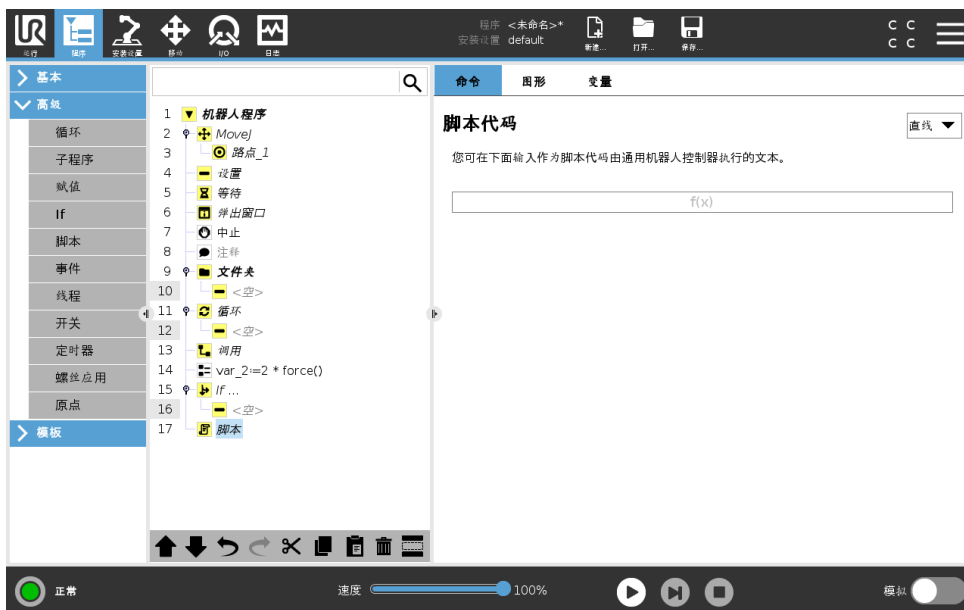 UR
运行
程序
安装设置
移动
I/O
日志
程序 <未命名>*
安装设置 default
新建...
打开...
保存...
C C
C C
基本
高级
循环
子程序
赋值
If
脚本
事件
线程
开关
定时器
螺丝应用
原点
模板
1 机器人程序
2 MoveJ
3 路点_1
4 设置
5 等待
6 弹出窗口
7 中止
8 注释
9 文件夹
10 <空>
11 循环
12 <空>
13 调用
14 var_2:=2 * force()
15 If ...
16 <空>
17 脚本
命令 图形 变量
脚本代码
直线
您可在下面输入作为脚本代码由通用机器人控制器执行的文本。
f(x)
正常
速度 100%
模拟